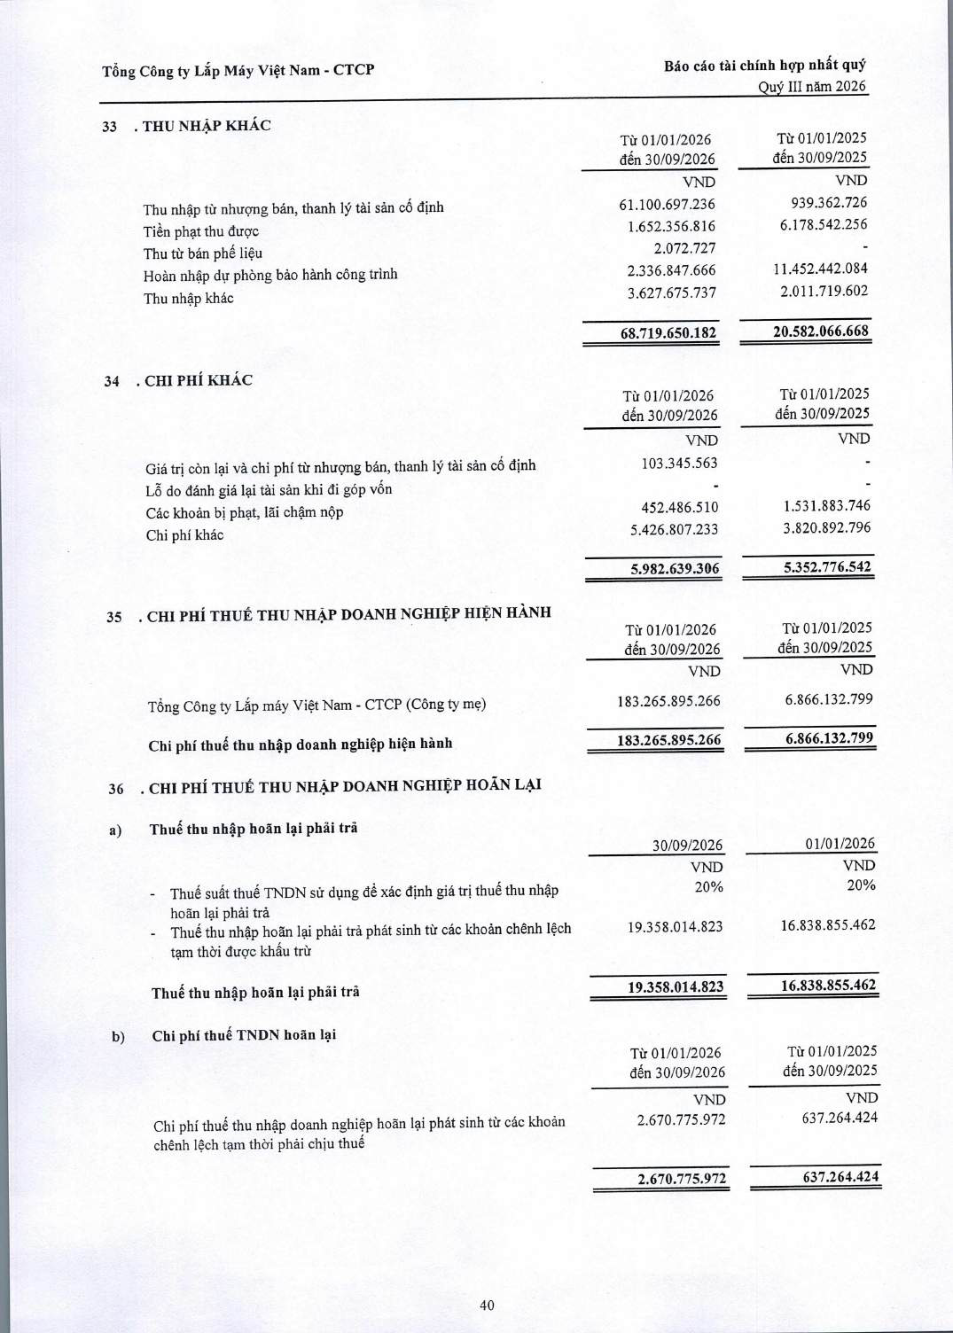 Tổng Công ty Lắp Máy Việt Nam - CTCP
Báo cáo tài chính hợp nhất quý
Quý III năm 2026
33 . THU NHẬP KHÁC
Từ 01/01/2026 Từ 01/01/2025
đến 30/09/2026 đến 30/09/2025
VND VND
Thu nhập từ nhượng bán, thanh lý tài sản cố định 61.100.697.236 939.362.726
Tiền phạt thu được 1.652.356.816 6.178.542.256
Thu từ bán phế liệu 2.072.727 -
Hoàn nhập dự phòng bảo hành công trình 2.336.847.666 11.452.442.084
Thu nhập khác 3.627.675.737 2.011.719.602
68.719.650.182 20.582.066.668
34 . CHI PHÍ KHÁC
Từ 01/01/2026 Từ 01/01/2025
đến 30/09/2026 đến 30/09/2025
VND VND
Giá trị còn lại và chi phí từ nhượng bán, thanh lý tài sản cố định 103.345.563 -
Lỗ do đánh giá lại tài sản khi đi góp vốn - -
Các khoản bị phạt, lãi chậm nộp 452.486.510 1.531.883.746
Chi phí khác 5.426.807.233 3.820.892.796
5.982.639.306 5.352.776.542
35 . CHI PHÍ THUẾ THU NHẬP DOANH NGHIỆP HIỆN HÀNH
Từ 01/01/2026 Từ 01/01/2025
đến 30/09/2026 đến 30/09/2025
VND VND
Tổng Công ty Lắp máy Việt Nam - CTCP (Công ty mẹ) 183.265.895.266 6.866.132.799
Chi phí thuế thu nhập doanh nghiệp hiện hành 183.265.895.266 6.866.132.799
36 . CHI PHÍ THUẾ THU NHẬP DOANH NGHIỆP HOÃN LẠI
a) Thuế thu nhập hoãn lại phải trả
30/09/2026 01/01/2026
VND VND
- Thuế suất thuế TNDN sử dụng để xác định giá trị thuế thu nhập 20% 20%
hoãn lại phải trả
- Thuế thu nhập hoãn lại phải trả phát sinh từ các khoản chênh lệch 19.358.014.823 16.838.855.462
tạm thời được khấu trừ
Thuế thu nhập hoãn lại phải trả 19.358.014.823 16.838.855.462
b) Chi phí thuế TNDN hoãn lại
Từ 01/01/2026 Từ 01/01/2025
đến 30/09/2026 đến 30/09/2025
VND VND
Chi phí thuế thu nhập doanh nghiệp hoãn lại phát sinh từ các khoản 2.670.775.972 637.264.424
chênh lệch tạm thời phải chịu thuế
2.670.775.972 637.264.424
40